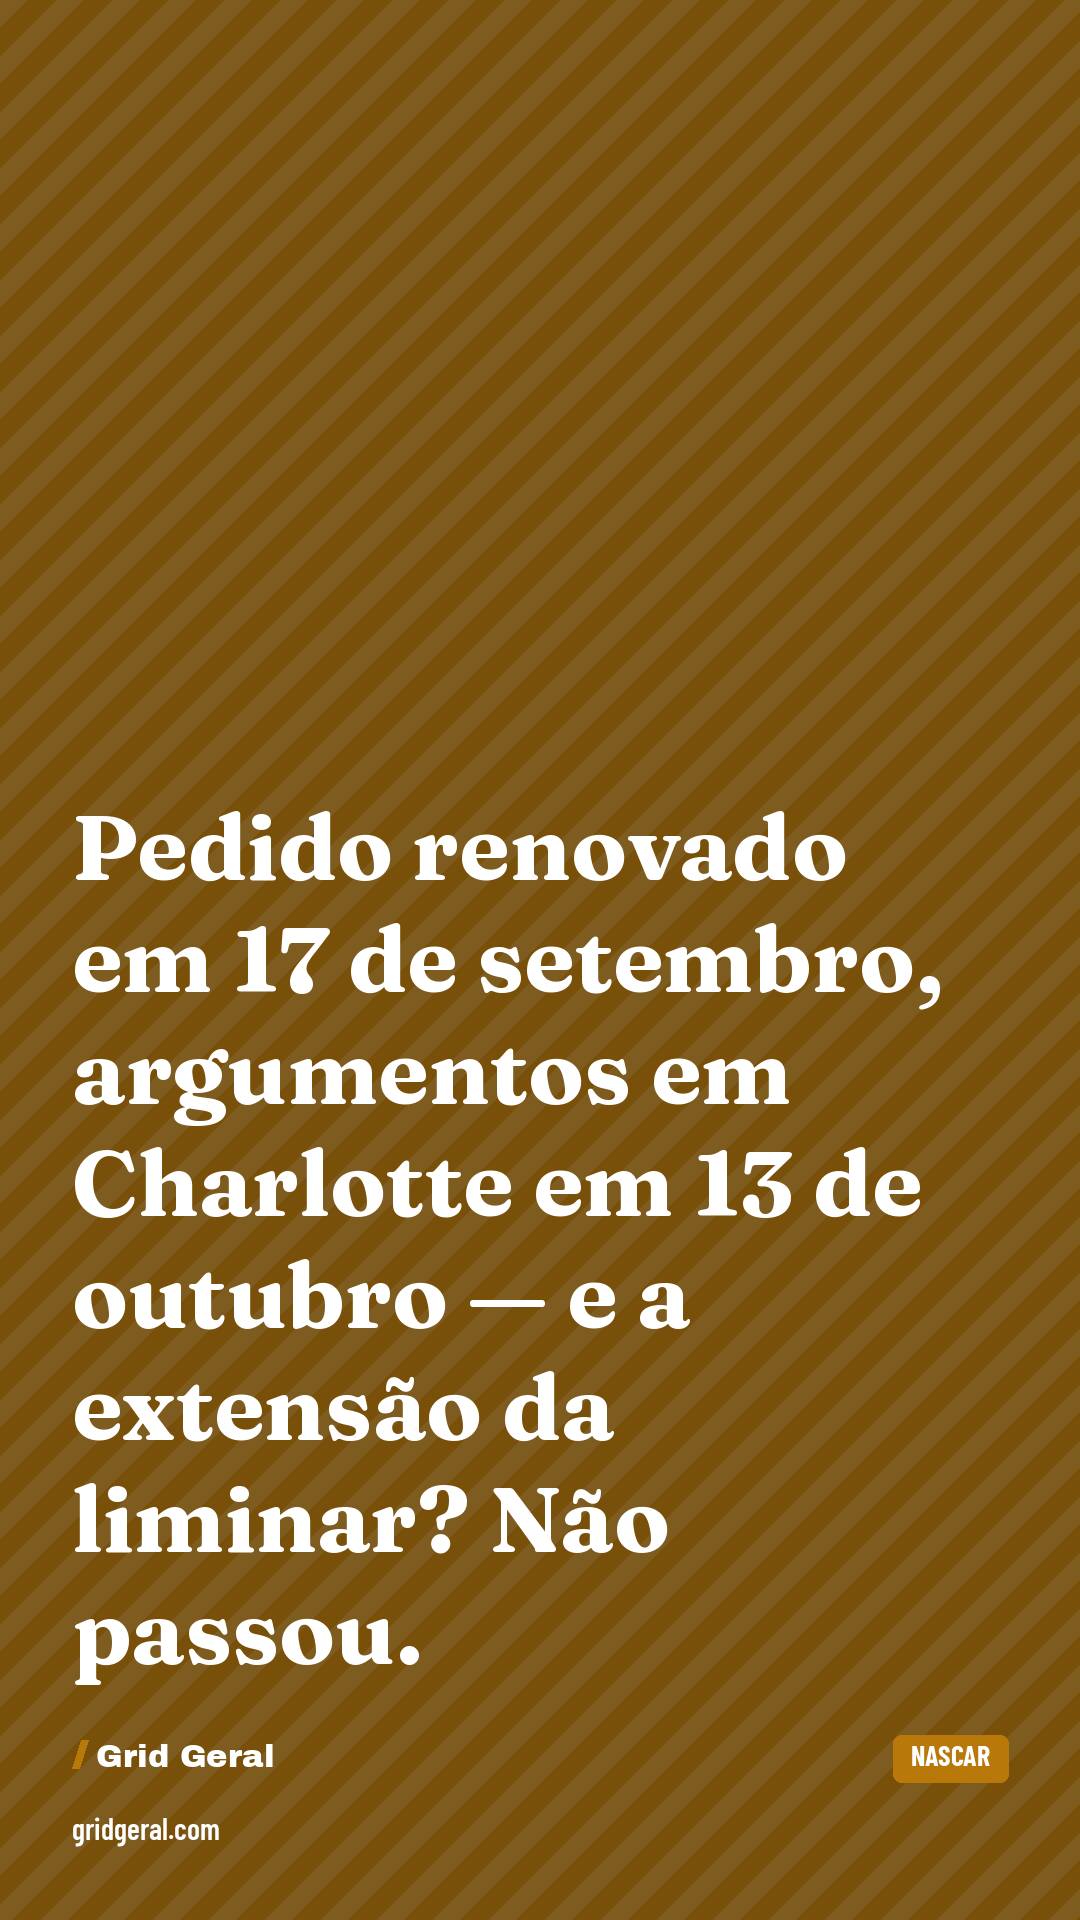 Pedido renovado
em 17 de setembro,
argumentos em
Charlotte em 13 de
outubro — e a
extensão da
liminar? Não
passou.
/ Grid Geral
NASCAR
gridgeral.com